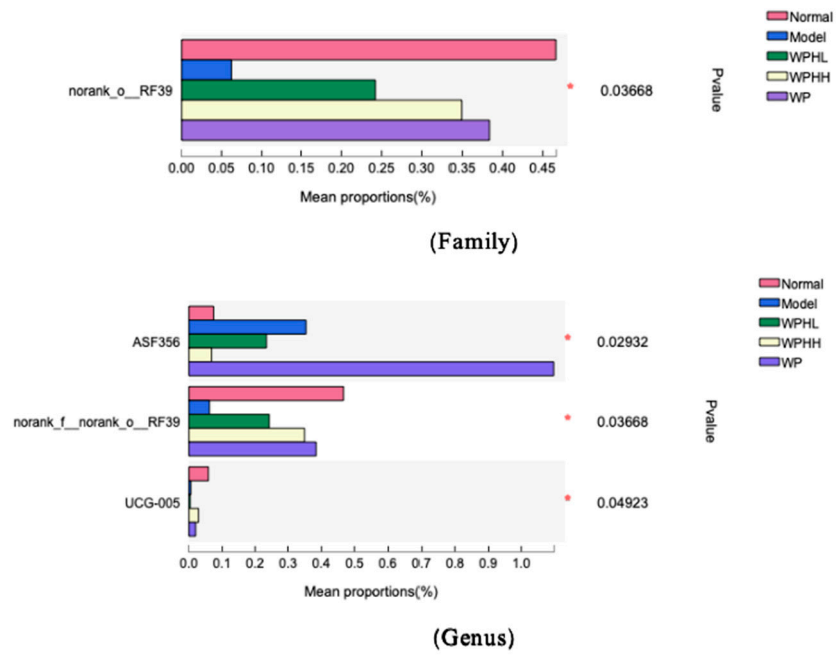 Normal
Model
WPHL
WPHH
WP
norank_o__RF39
*
0.03668
Pvalue
0.00 0.05 0.10 0.15 0.20 0.25 0.30 0.35 0.40 0.45
Mean proportions(%)
(Family)
Normal
Model
WPHL
WPHH
WP
ASF356
*
0.02932
norank_f__norank_o__RF39
*
0.03668
Pvalue
UCG-005
*
0.04923
0.0 0.1 0.2 0.3 0.4 0.5 0.6 0.7 0.8 0.9 1.0
Mean proportions(%)
(Genus)